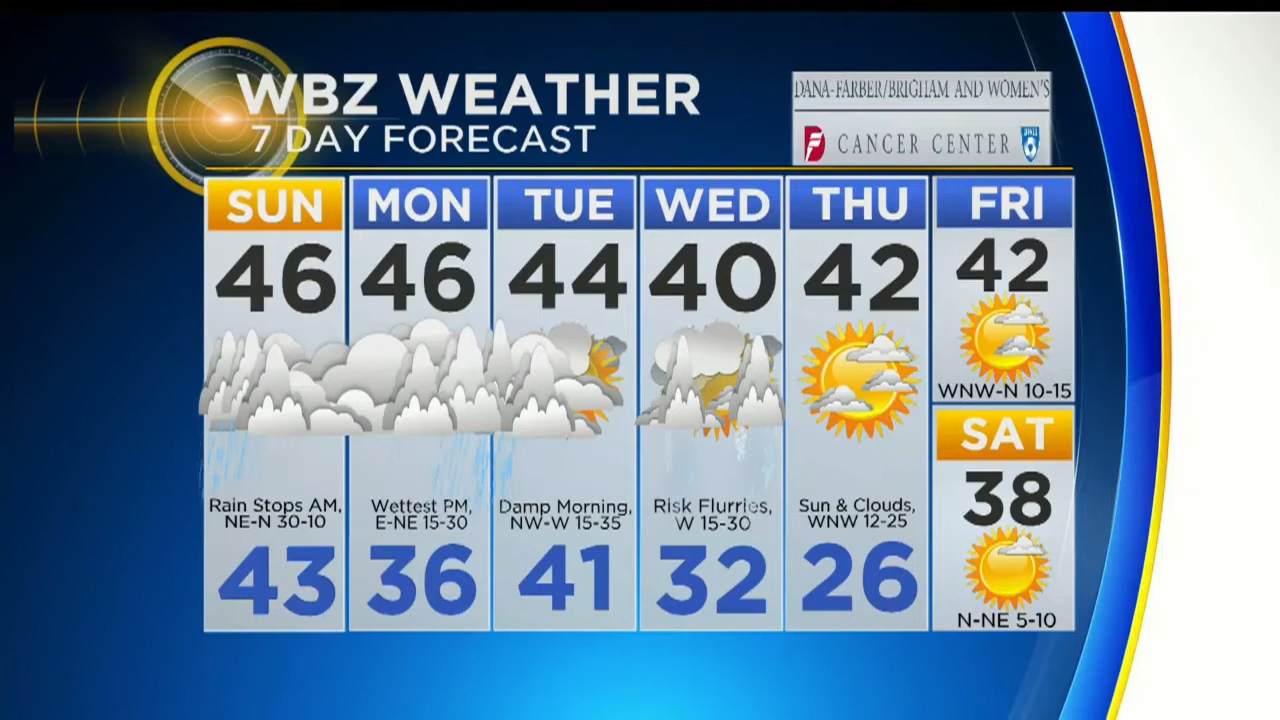 WBZ WEATHER
7 DAY FORECAST
DANA-FARBER/BRIGHAM AND WOMEN'S
CANCER CENTER
SUN
46
Rain Stops AM,
NE-N 30-10
43
MON
46
Wettest PM,
E-NE 15-30
36
TUE
44
Damp Morning,
NW-W 15-35
41
WED
40
Risk Flurries,
W 15-30
32
THU
42
Sun & Clouds,
WNW 12-25
26
FRI
42
WNW-N 10-15
SAT
38
N-NE 5-10